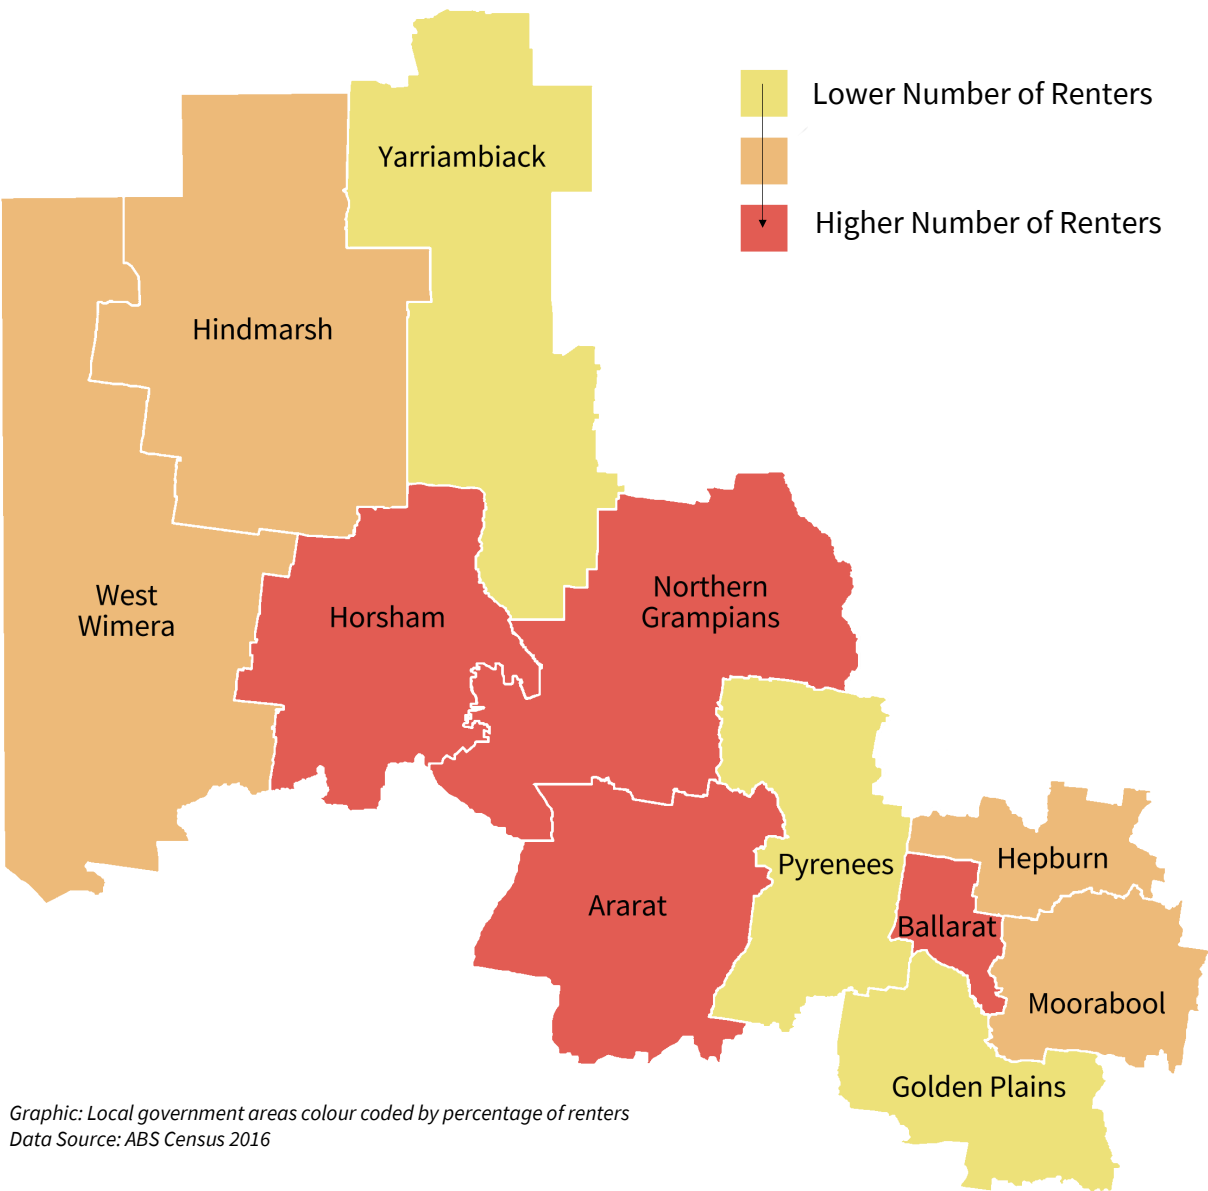 Lower Number of Renters
Yarriambiack
Higher Number of Renters
Hindmarsh
West
Wimera
Horsham
Northern
Grampians
Pyrenees
Hepburn
Ararat
Ballarat
Moorabool
Golden Plains
Graphic: Local government areas colour coded by percentage of renters
Data Source: ABS Census 2016